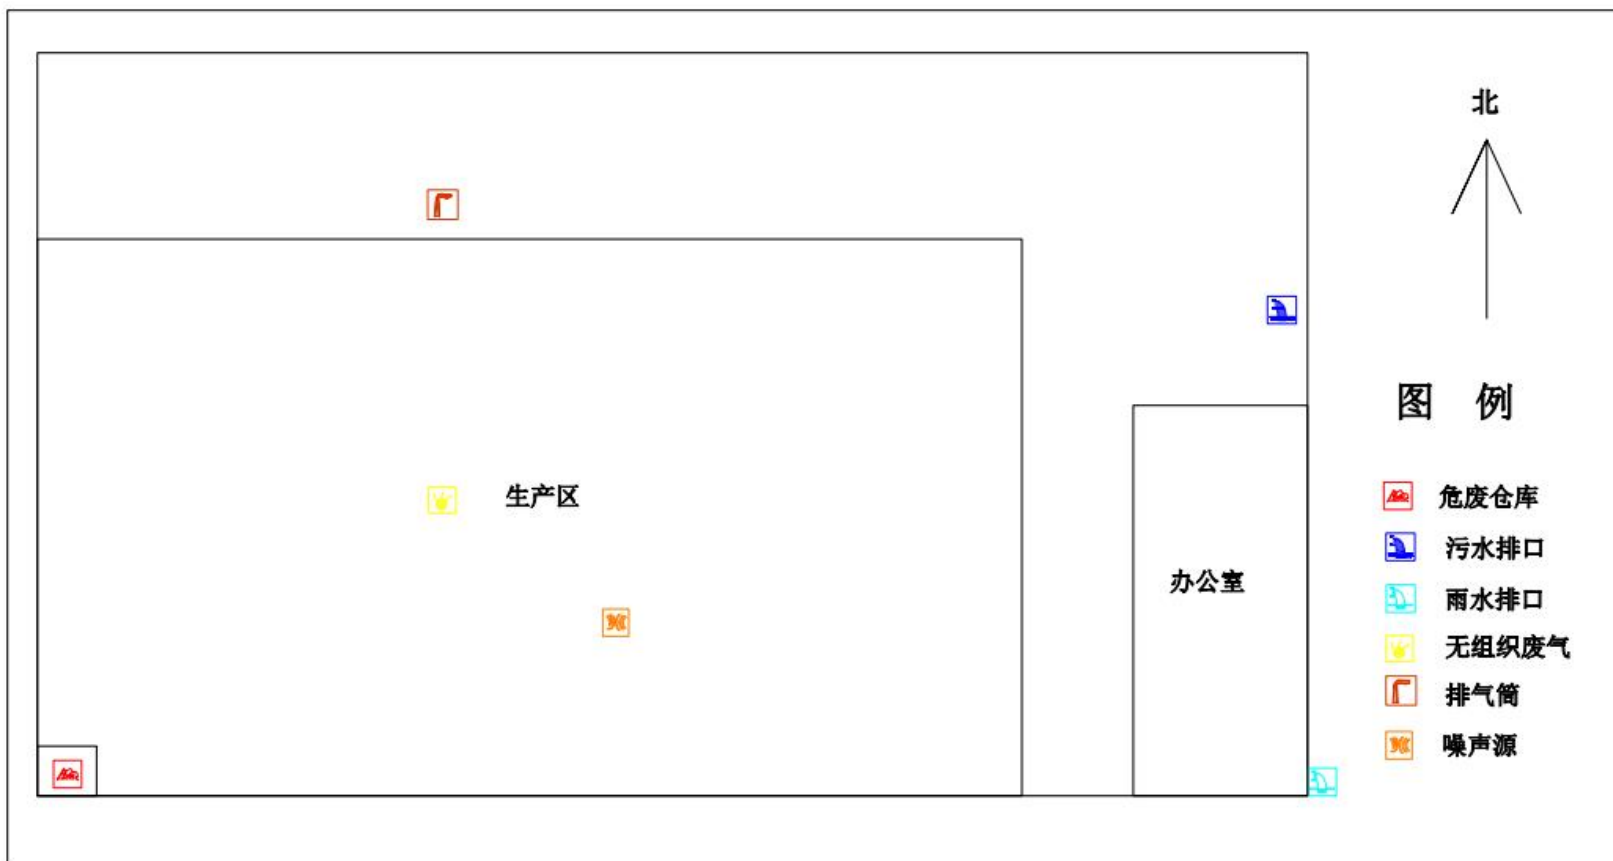 北
图 例
危废仓库
污水排口
雨水排口
无组织废气
排气筒
噪声源
生产区
办公室